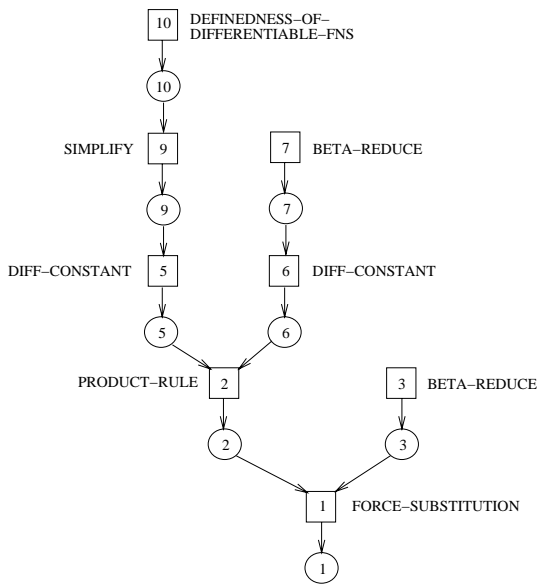 10 DEFINEDNESS–OF–
DIFFERENTIABLE–FNS
10
SIMPLIFY 9
7 BETA–REDUCE
9
7
DIFF–CONSTANT 5
6 DIFF–CONSTANT
5
6
PRODUCT–RULE 2
3 BETA–REDUCE
2
3
1 FORCE–SUBSTITUTION
1